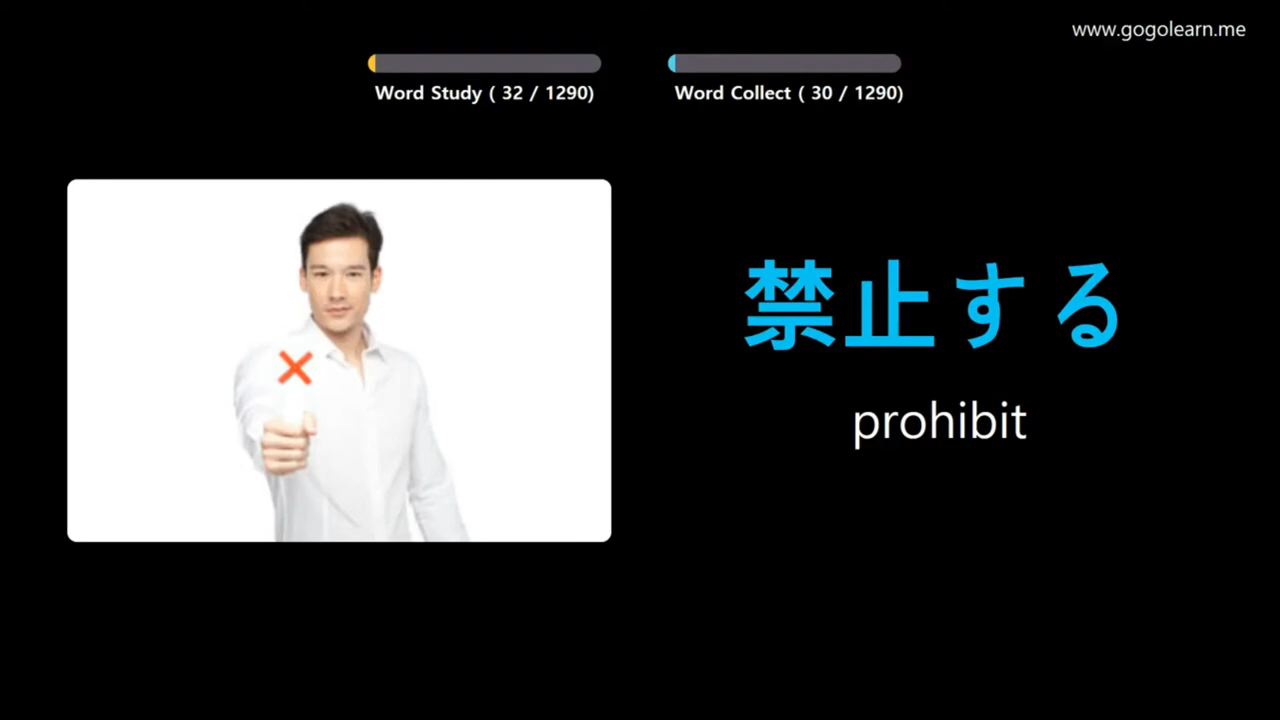 www.gogolearn.me
Word Study ( 32 / 1290)
Word Collect ( 30 / 1290)
禁止する
prohibit